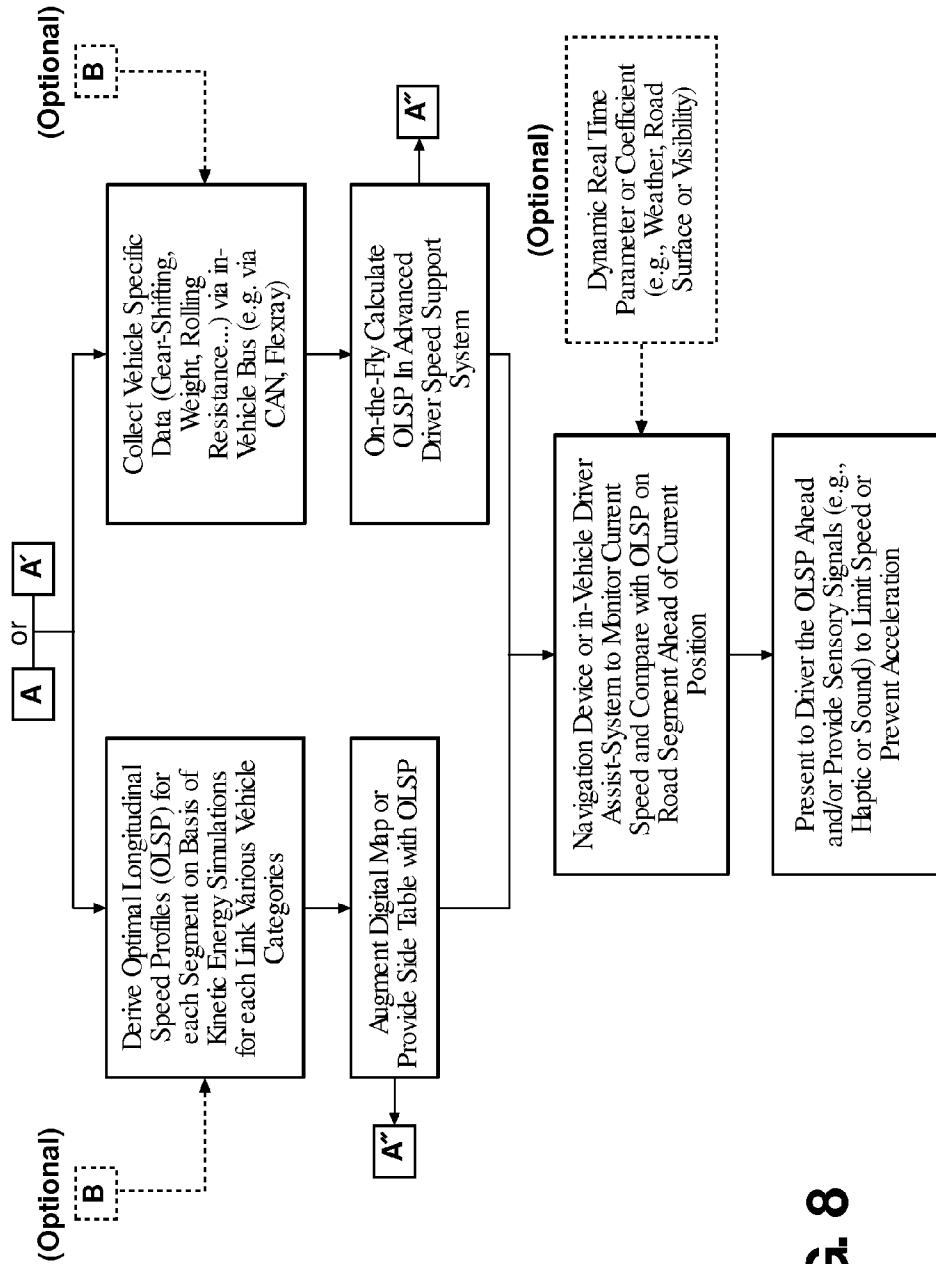 A or A′
(Optional)
B
Derive Optimal Longitudinal
Speed Profiles (OLSP) for
each Segment on Basis of
Kinetic Energy Simulations
for each Link Various Vehicle
Categories
Augment Digital Map or
Provide Side Table with OLSP
A″
(Optional)
B
Collect Vehicle Specific
Data (Gear-Shifting,
Weight, Rolling
Resistance...) via in-
Vehicle Bus (e.g. via
CAN, Flexray)
On-the-Fly Calculate
OLSP In Advanced
Driver Speed Support
System
A″
(Optional)
Dynamic Real Time
Parameter or Coefficient
(e.g., Weather, Road
Surface or Visibility)
Navigation Device or in-Vehicle Driver
Assist-System to Monitor Current
Speed and Compare with OLSP on
Road Segment Ahead of Current
Position
Present to Driver the OLSP Ahead
and/or Provide Sensory Signals (e.g.,
Haptic or Sound) to Limit Speed or
Prevent Acceleration
G. 8